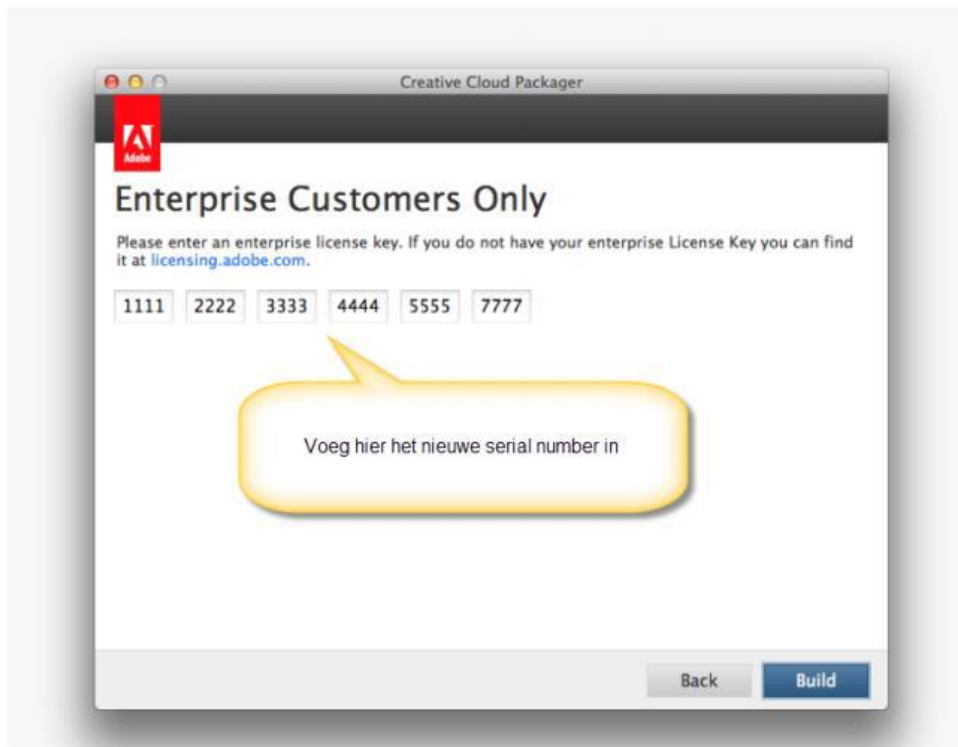 Creative Cloud Packager
Adobe
Enterprise Customers Only
Please enter an enterprise license key. If you do not have your enterprise License Key you can find
it at licensing.adobe.com.
1111 2222 3333 4444 5555 7777
Voeg hier het nieuwe serial number in
Back Build